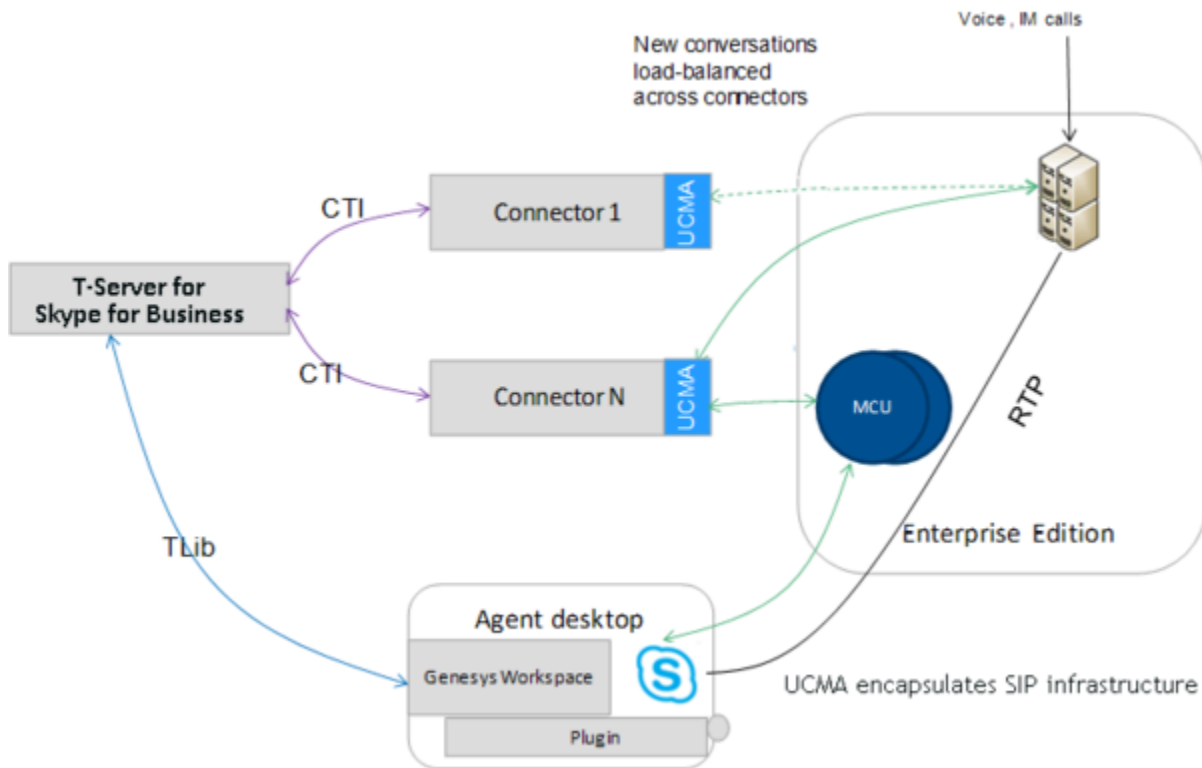 Voice , IM calls
New conversations
load-balanced
across connectors
CTI
Connector 1
UCMA
T-Server for
Skype for Business
CTI
Connector N
UCMA
MCU
RTP
Enterprise Edition
TLib
Agent desktop
Genesys Workspace
S
UCMA encapsulates SIP infrastructure
Plugin